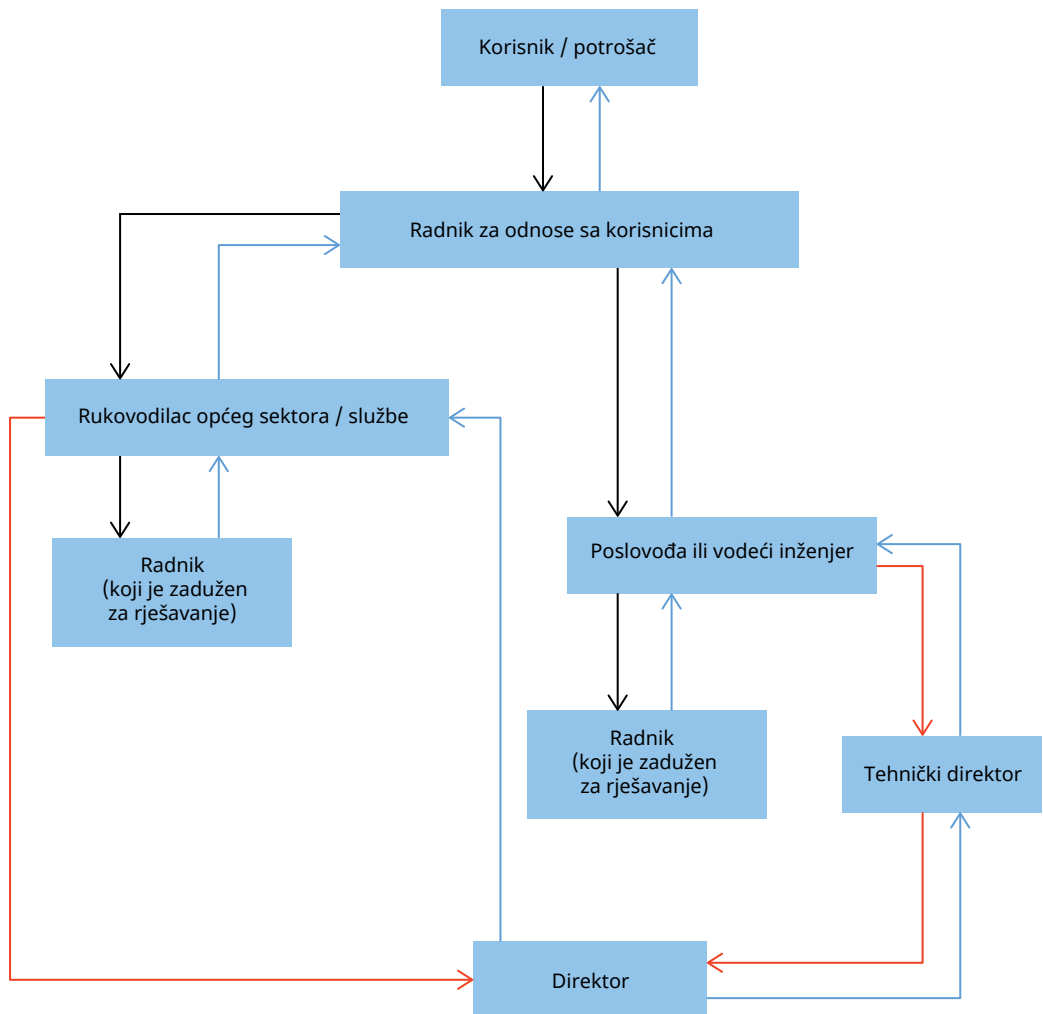 Korisnik / potrošač
Radnik za odnose sa korisnicima
Rukovodilac općeg sektora / službe
Radnik
(koji je zadužen
za rješavanje)
Poslovođa ili vodeći inženjer
Radnik
(koji je zadužen
za rješavanje)
Tehnički direktor
Direktor